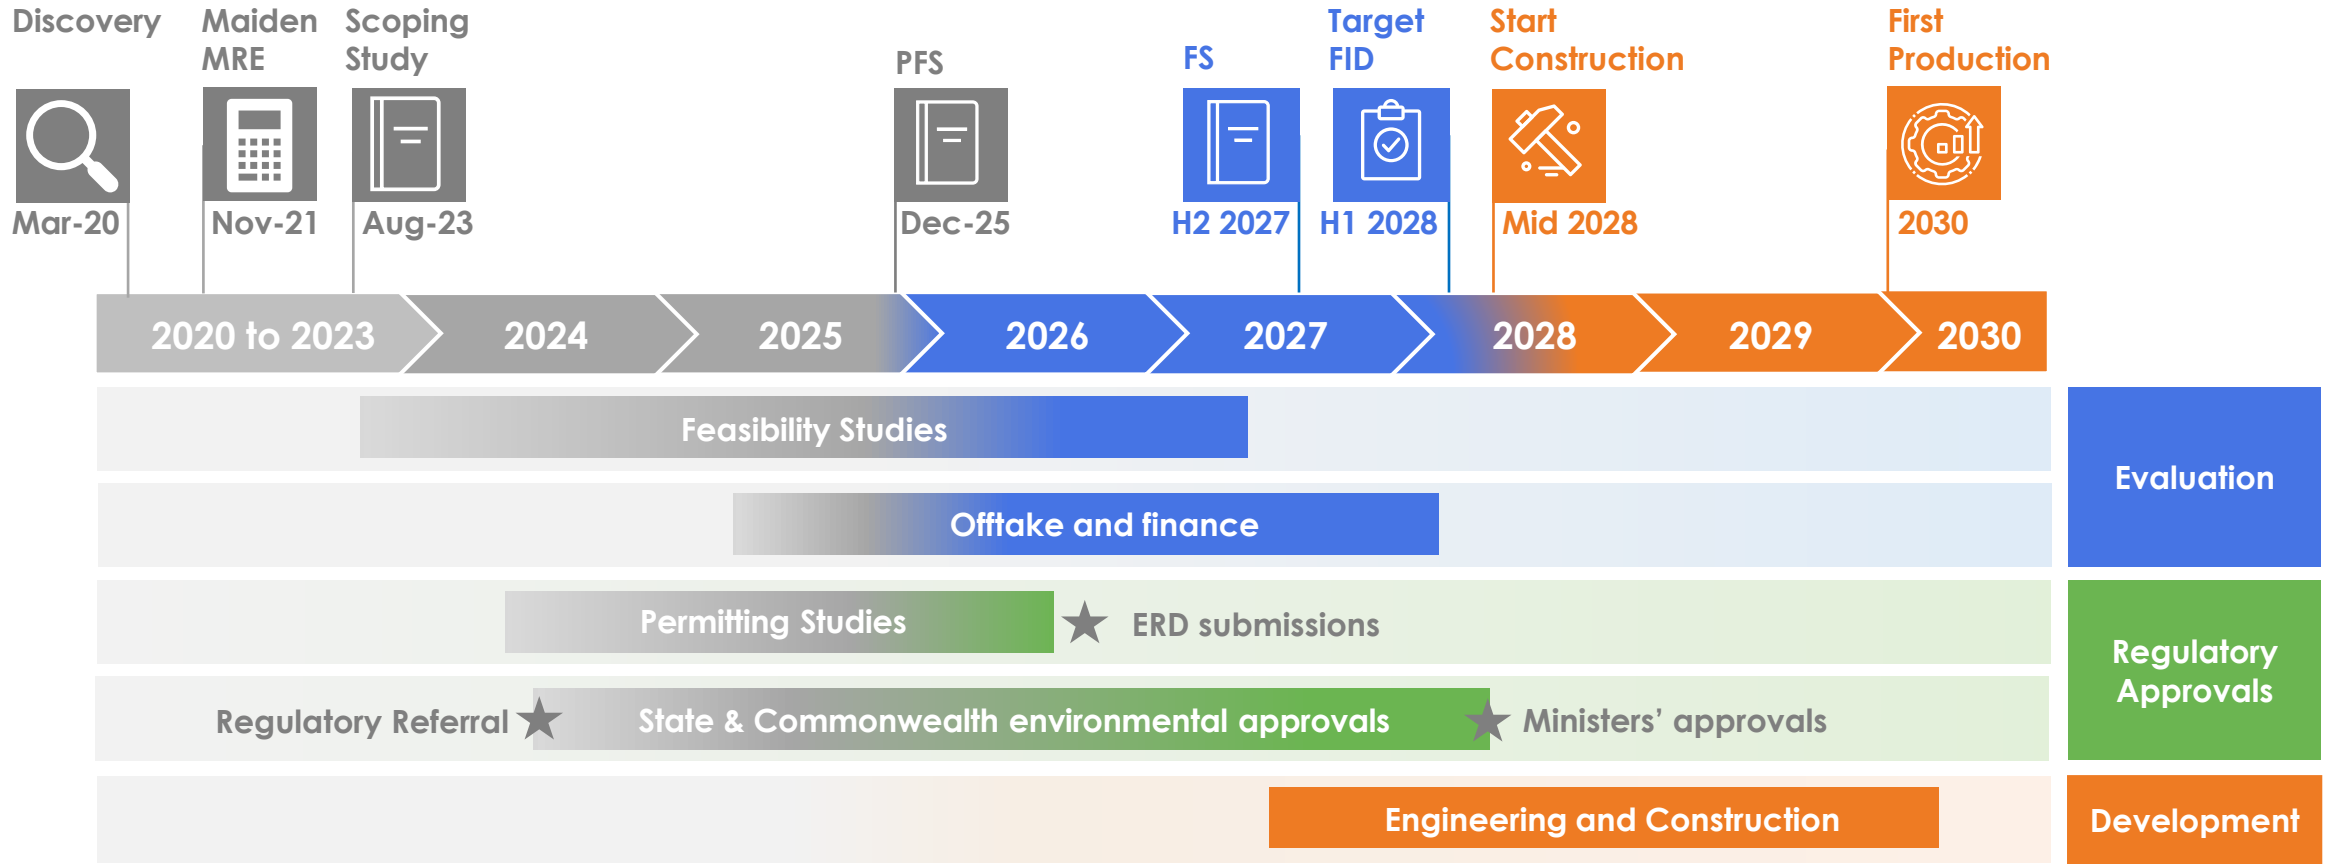 Discovery
Maiden
MRE
Scoping
Study
PFS
FS
Target
FID
Start
Construction
First
Production
Mar-20
Nov-21
Aug-23
Dec-25
H2 2027
H1 2028
Mid 2028
2030
2020 to 2023
2024
2025
2026
2027
2028
2029
2030
Feasibility Studies
Offtake and finance
Evaluation
Permitting Studies
ERD submissions
Regulatory Referral
State & Commonwealth environmental approvals
Ministers’ approvals
Regulatory
Approvals
Engineering and Construction
Development